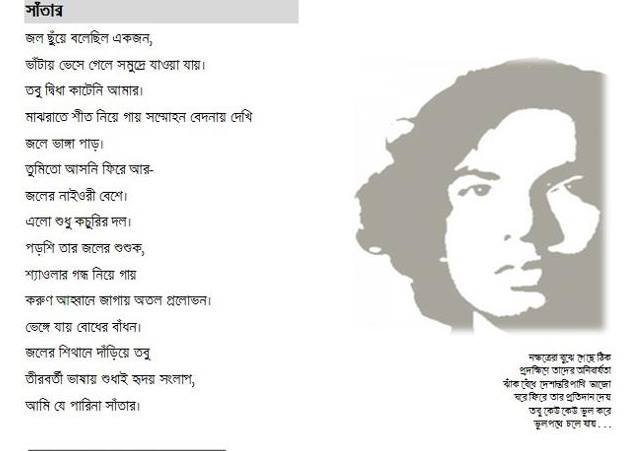 সাঁতার
জল ছুঁয়ে বলেছিল একজন,
ভাঁটায় ভেসে গেলে সমুদ্রে যাওয়া যায়।
তবু দ্বিধা কাটেনি আমার।
মাঝরাতে শীত নিয়ে গায় সম্মোহন বেদনায় দেখি
জলে ভাঙ্গা পাড়।
তুমিতো আসনি ফিরে আর-
জলের নাইওরী বেশে।
এলো শুধু কচুরির দল।
পড়শি তার জলের শুশুক,
শ্যাওলার গন্ধ নিয়ে গায়
করুণ আহ্বানে জাগায় অতল প্রলোভন।
ভেঙ্গে যায় বোধের বাঁধন।
জলের শিথানে দাঁড়িয়ে তবু
তীরবর্তী ভাষায় শুধাই হৃদয় সংলাপ,
আমি যে পারিনা সাঁতার।
নক্ষত্রেরা বুঝে গেছে ঠিক
প্রদক্ষিণে তাদের অনিবার্যতা
ঝাঁক বেঁধে দেশান্তরি পাখি আজো
ঘরে ফিরে তার প্রতিদান দেয়
তবু কেউ কেউ ভুল করে
ভুলপথে চলে যায় . . .